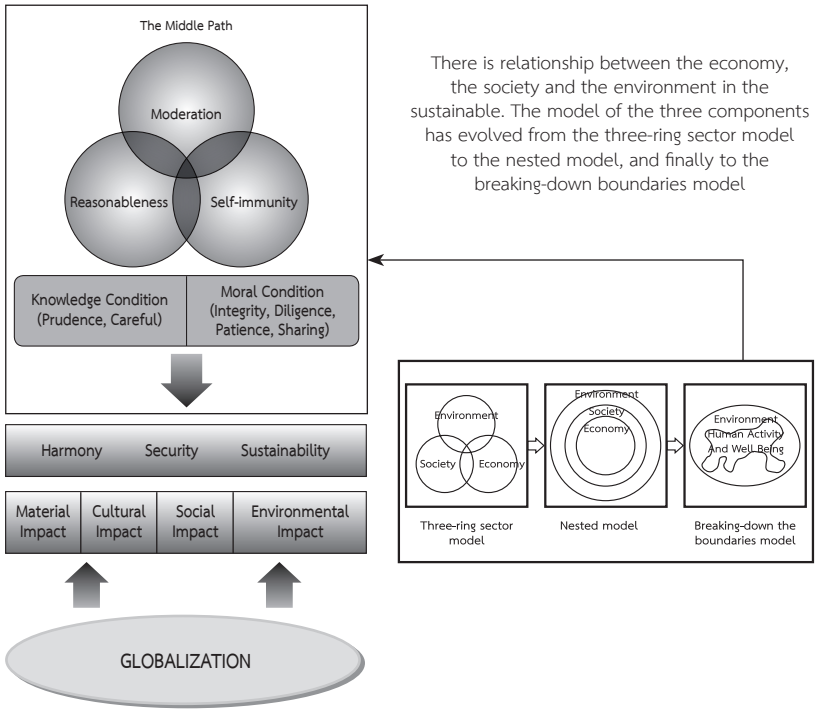 The Middle Path
Moderation
Reasonableness
Self-immunity
Knowledge Condition
(Prudence, Careful)
Moral Condition
(Integrity, Diligence,
Patience, Sharing)
Harmony
Security
Sustainability
Material
Impact
Cultural
Impact
Social
Impact
Environmental
Impact
GLOBALIZATION
There is relationship between the economy,
the society and the environment in the
sustainable. The model of the three components
has evolved from the three-ring sector model
to the nested model, and finally to the
breaking-down boundaries model
Environment
Society
Economy
Three-ring sector
model
Environment
Society
Economy
Nested model
Environment
Human Activity
And Well Being
Breaking-down the
boundaries model